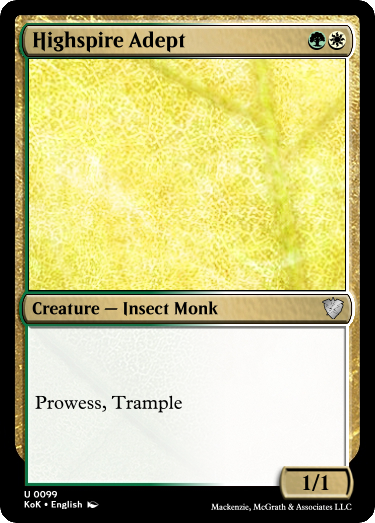 Highspire Adept
Creature — Insect Monk
Prowess, Trample
1/1
U 0099
KoK • English
Mackenzie, McGrath & Associates LLC